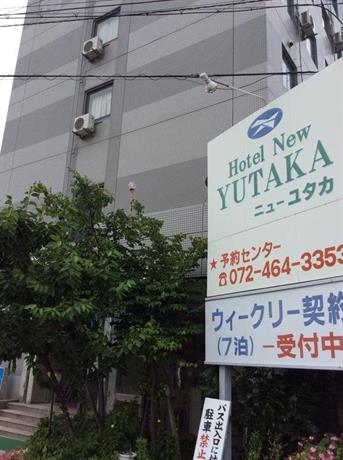 Hotel New
YUTAKA
ニューユタカ
★予約センター
☎072-464-3353
ウィークリー契約
(7泊)一受付中
バス出入口には
駐車禁止